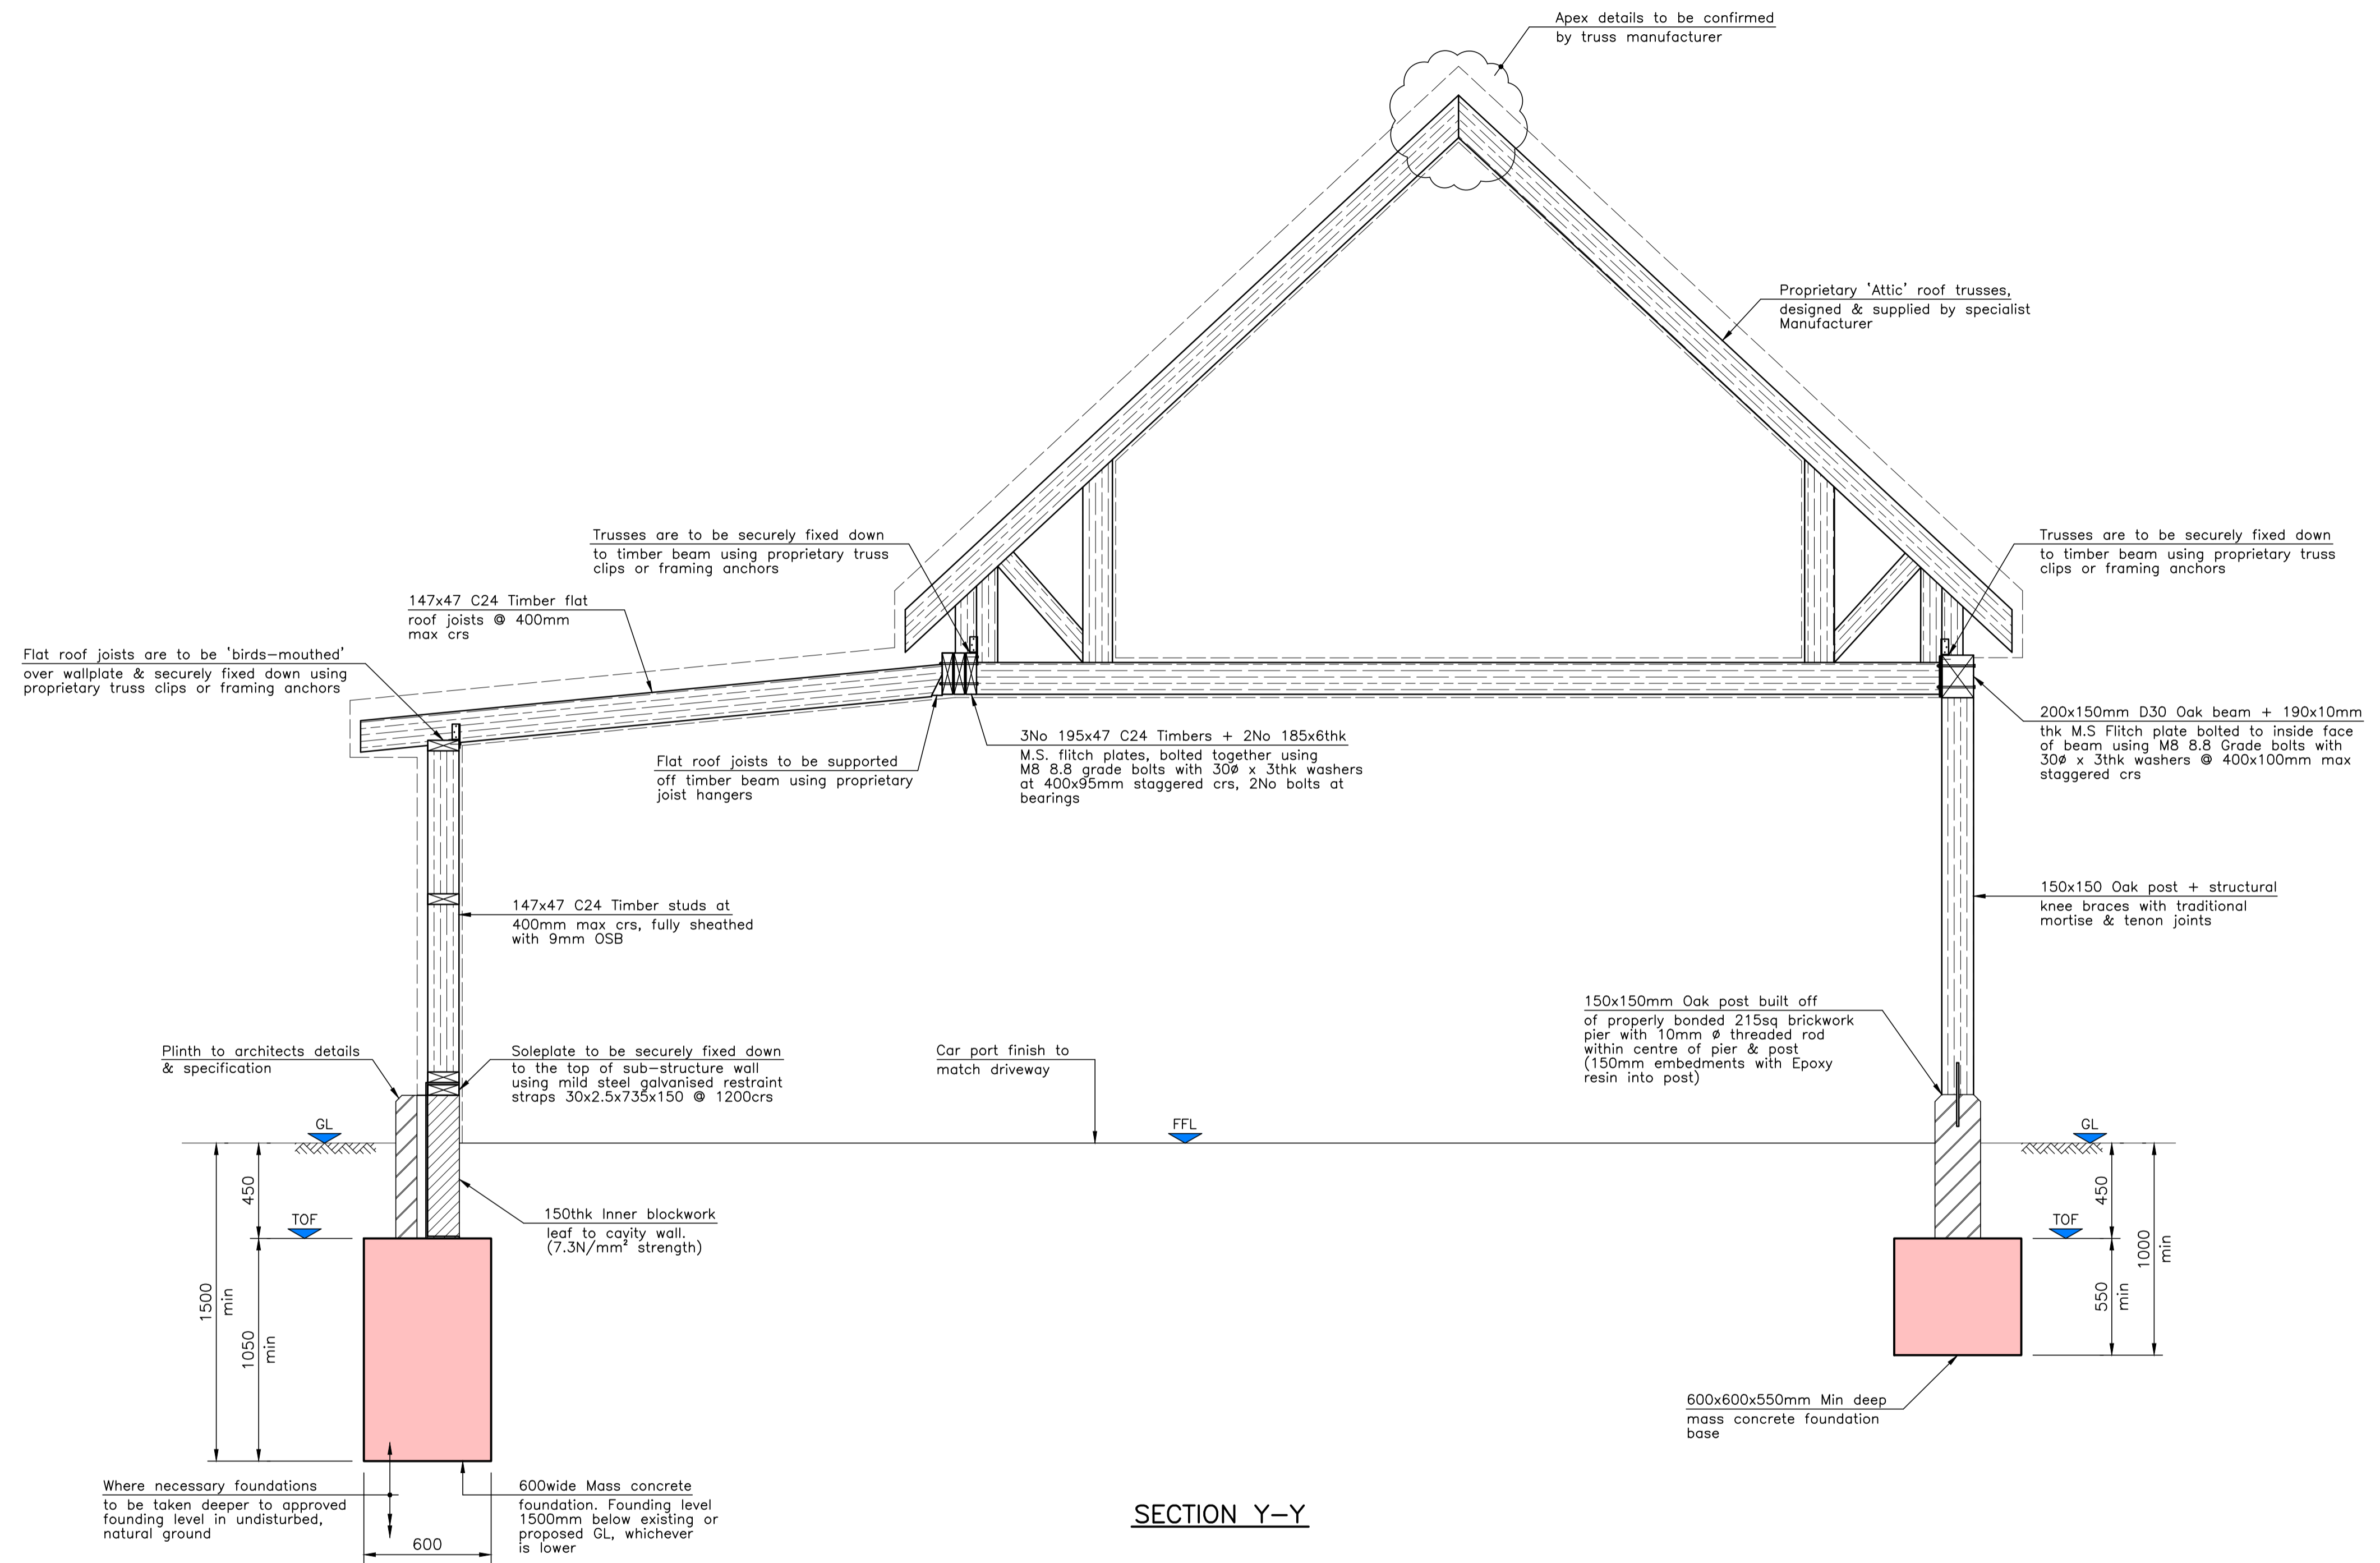 Apex details to be confirmed
by truss manufacturer
Proprietary 'Attic' roof trusses,
designed & supplied by specialist
Manufacturer
Trusses are to be securely fixed down
to timber beam using proprietary truss
clips or framing anchors
Trusses are to be securely fixed down
to timber beam using proprietary truss
clips or framing anchors
147x47 C24 Timber flat
roof joists @ 400mm
max crs
Flat roof joists are to be 'birds-mouthed'
over wallplate & securely fixed down using
proprietary truss clips or framing anchors
200x150mm D30 Oak beam + 190x10mm
thk M.S Flitch plate bolted to inside face
of beam using M8 8.8 Grade bolts with
30ø x 3thk washers @ 400x100mm max
staggered crs
3No 195x47 C24 Timbers + 2No 185x6thk
M.S. flitch plates, bolted together using
M8 8.8 grade bolts with 30ø x 3thk washers
at 400x95mm staggered crs, 2No bolts at
bearings
Flat roof joists to be supported
off timber beam using proprietary
joist hangers
147x47 C24 Timber studs at
400mm max crs, fully sheathed
with 9mm OSB
150x150 Oak post + structural
knee braces with traditional
mortise & tenon joints
150x150mm Oak post built off
of properly bonded 215sq brickwork
pier with 10mm ø threaded rod
within centre of pier & post
(150mm embedments with Epoxy
resin into post)
Plinth to architects details
& specification
Soleplate to be securely fixed down
to the top of sub-structure wall
using mild steel galvanised restraint
straps 30x2.5x735x150 @ 1200crs
Car port finish to
match driveway
GL
FFL
GL
450
450
TOF
TOF
150thk Inner blockwork
leaf to cavity wall.
(7.3N/mm² strength)
1500
min
1050
min
550
min
1000
min
600x600x550mm Min deep
mass concrete foundation
base
Where necessary foundations
to be taken deeper to approved
founding level in undisturbed,
natural ground
600wide Mass concrete
foundation. Founding level
1500mm below existing or
proposed GL, whichever
is lower
600
SECTION Y-Y